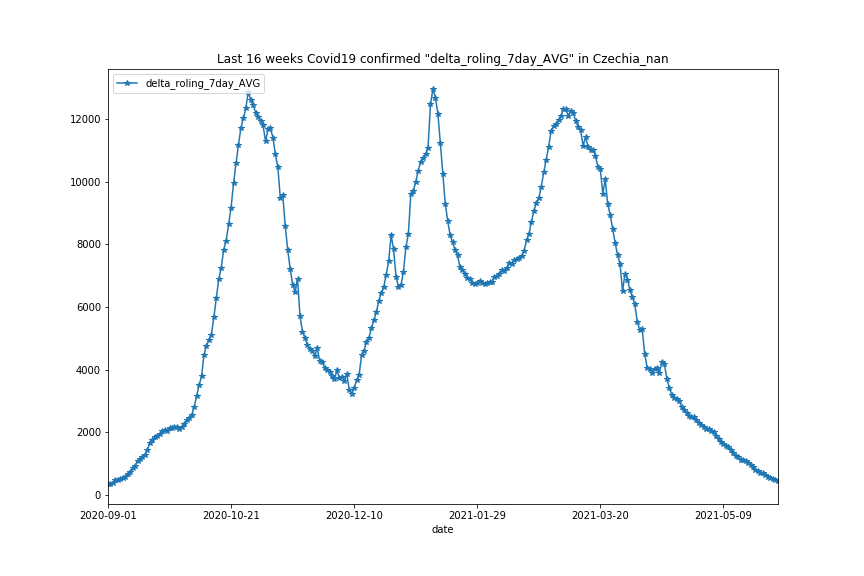 Last 16 weeks Covid19 confirmed "delta_roling_7day_AVG" in Czechia_nan
delta_roling_7day_AVG
12000
10000
8000
6000
4000
2000
0
2020-09-01 2020-10-21 2020-12-10 2021-01-29 2021-03-20 2021-05-09
date